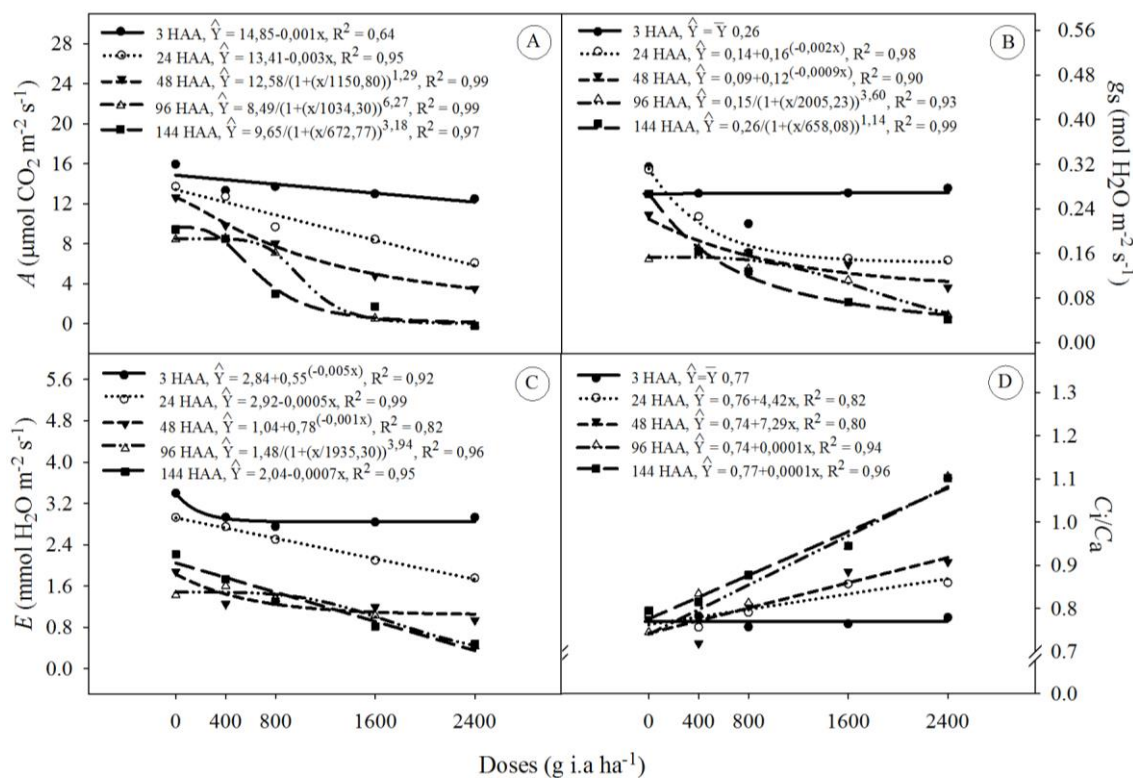 A
28
24
20
16
12
8
4
0
A (μmol CO₂ m⁻² s⁻¹)
3 HAA, Ŷ = 14,85-0,001x, R² = 0,64
24 HAA, Ŷ = 13,41-0,003x, R² = 0,95
48 HAA, Ŷ = 12,58/(1+(x/1150,80))^1,29, R² = 0,99
96 HAA, Ŷ = 8,49/(1+(x/1034,30))^6,27, R² = 0,99
144 HAA, Ŷ = 9,65/(1+(x/672,77))^3,18, R² = 0,97
B
3 HAA, Ŷ = Ȳ 0,26
24 HAA, Ŷ = 0,14+0,16^(-0,002x), R² = 0,98
48 HAA, Ŷ = 0,09+0,12^(-0,0009x), R² = 0,90
96 HAA, Ŷ = 0,15/(1+(x/2005,23))^3,60, R² = 0,93
144 HAA, Ŷ = 0,26/(1+(x/658,08))^1,14, R² = 0,99
0.56
0.48
0.40
0.32
0.24
0.16
0.08
0.00
gs (mol H₂O m⁻² s⁻¹)
C
5.6
4.8
4.0
3.2
2.4
1.6
0.8
0.0
E (mmol H₂O m⁻² s⁻¹)
3 HAA, Ŷ = 2,84+0,55^(-0,005x), R² = 0,92
24 HAA, Ŷ = 2,92-0,0005x, R² = 0,99
48 HAA, Ŷ = 1,04+0,78^(-0,001x), R² = 0,82
96 HAA, Ŷ = 1,48/(1+(x/1935,30))^3,94, R² = 0,96
144 HAA, Ŷ = 2,04-0,0007x, R² = 0,95
D
3 HAA, Ŷ=Ȳ 0,77
24 HAA, Ŷ = 0,76+4,42x, R² = 0,82
48 HAA, Ŷ = 0,74+7,29x, R² = 0,80
96 HAA, Ŷ = 0,74+0,0001x, R² = 0,94
144 HAA, Ŷ = 0,77+0,0001x, R² = 0,96
1.3
1.2
1.1
1.0
0.9
0.8
0.7
0.0
Ci/Ca
0 400 800 1600 2400
0 400 800 1600 2400
Doses (g i.a ha⁻¹)